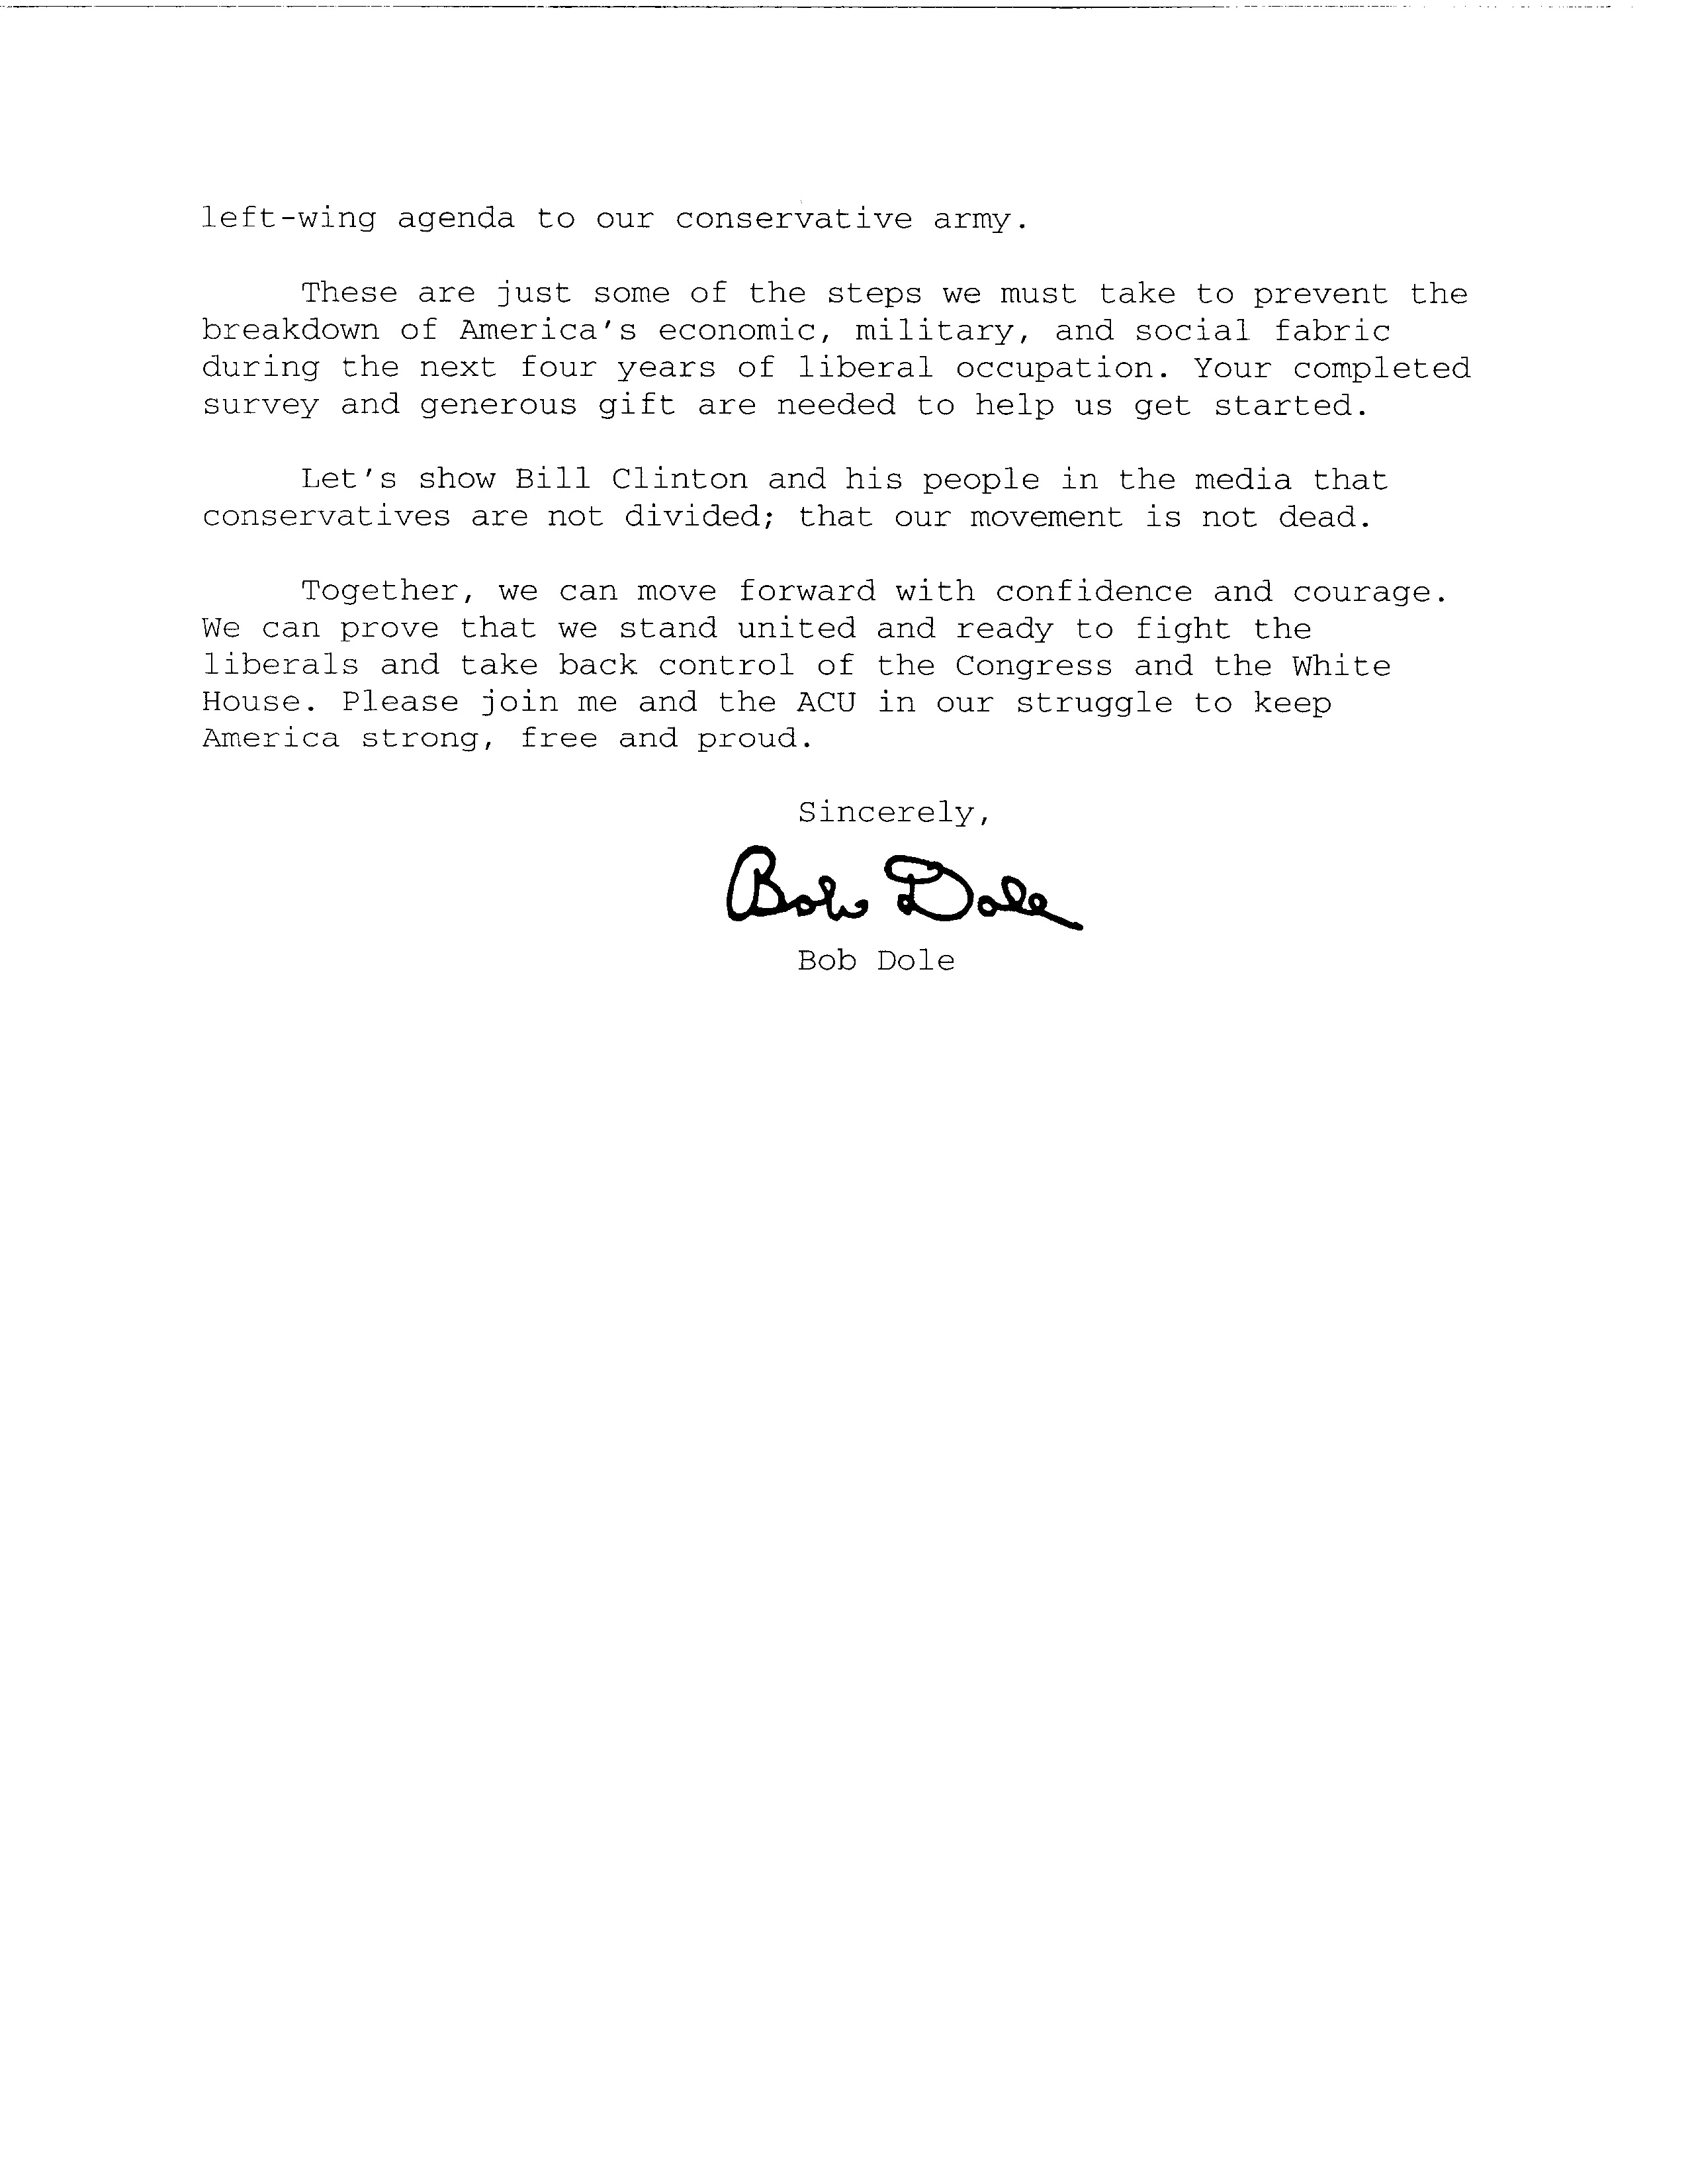 left-wing agenda to our conservative army.
These are just some of the steps we must take to prevent the
breakdown of America's economic, military, and social fabric
during the next four years of liberal occupation. Your completed
survey and generous gift are needed to help us get started.
Let's show Bill Clinton and his people in the media that
conservatives are not divided; that our movement is not dead.
Together, we can move forward with confidence and courage.
We can prove that we stand united and ready to fight the
liberals and take back control of the Congress and the White
House. Please join me and the ACU in our struggle to keep
America strong, free and proud.
Sincerely,
Bob Dole
Bob Dole